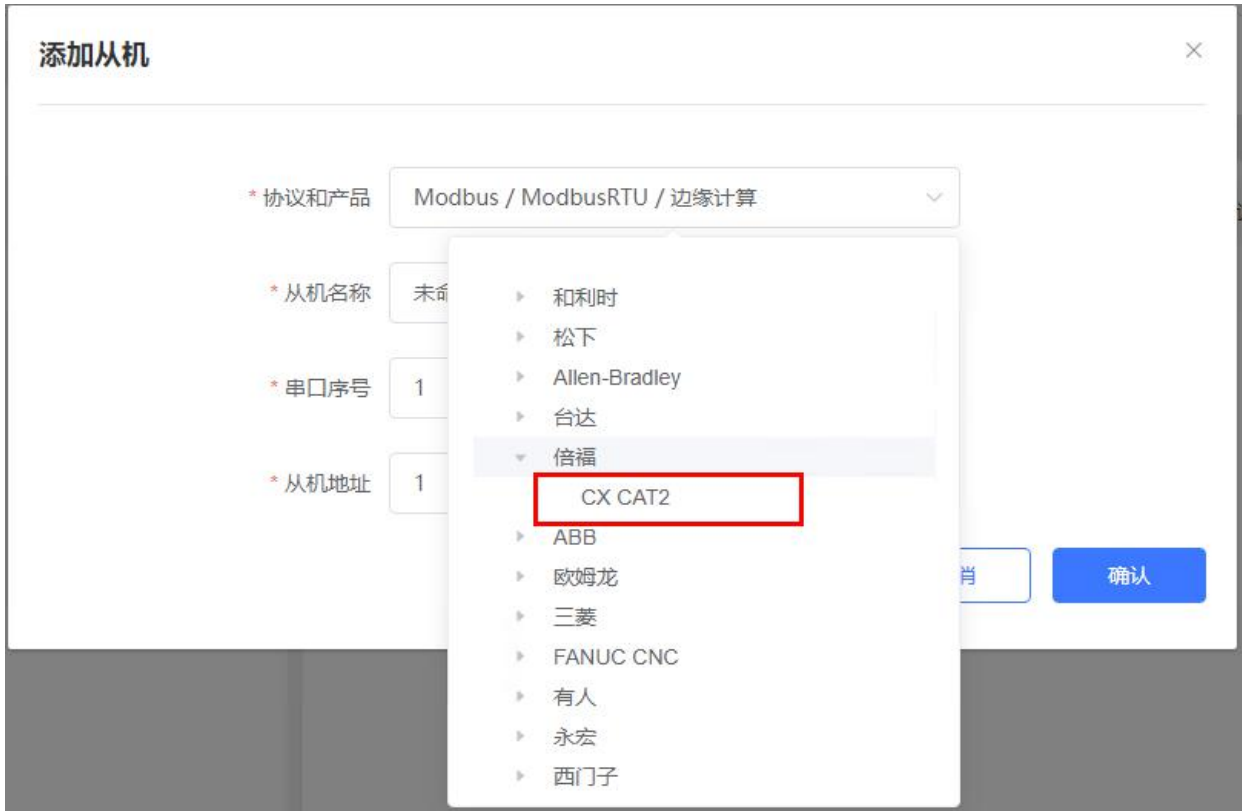 添加从机
* 协议和产品 Modbus / ModbusRTU / 边缘计算
* 从机名称 未命
和利时
松下
Allen-Bradley
* 串口序号 1
台达
倍福
* 从机地址 1
CX CAT2
ABB
欧姆龙
消 确认
三菱
FANUC CNC
有人
永宏
西门子